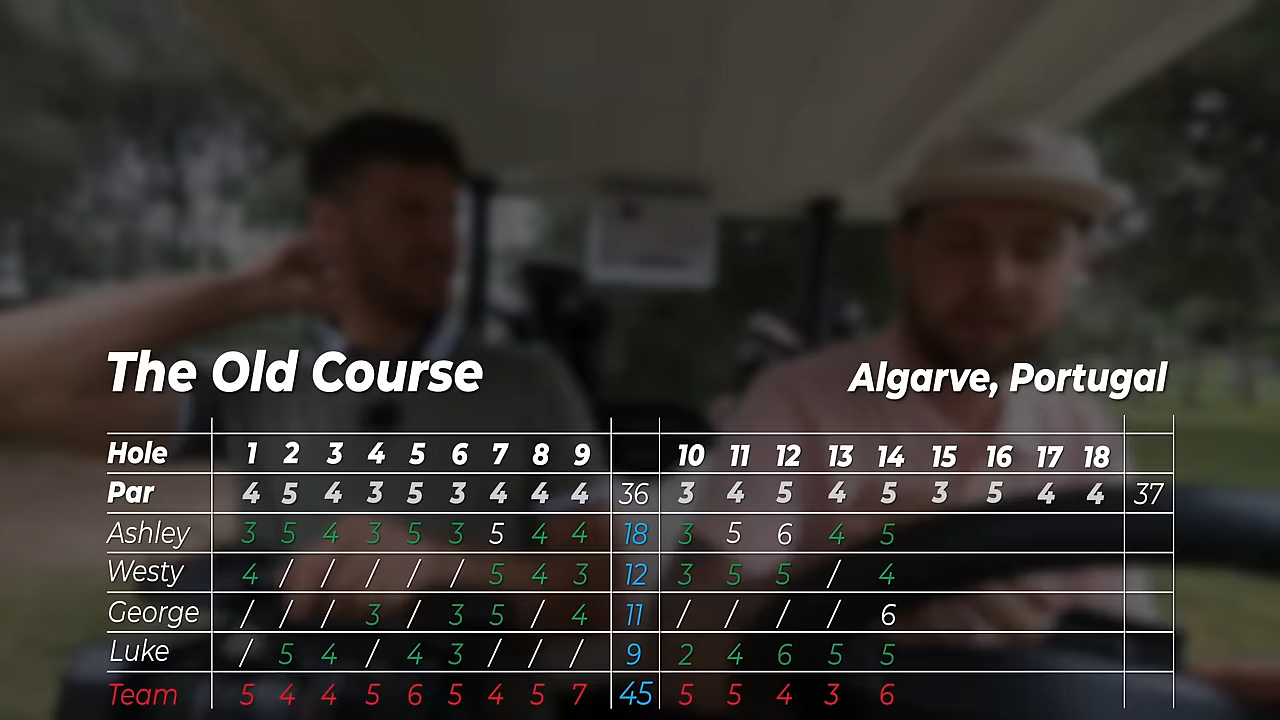 The Old Course
Algarve, Portugal
Hole 1 2 3 4 5 6 7 8 9 10 11 12 13 14 15 16 17 18
Par 4 5 4 3 5 3 4 4 4 36 3 4 5 4 5 3 5 4 4 37
Ashley 3 5 4 3 5 3 5 4 4 18 3 5 6 4 5
Westy 4 / / / / / 5 4 3 12 3 5 5 / 4
George / / / 3 / 3 5 / 4 11 / / / / 6
Luke / 5 4 / 4 3 / / / 9 2 4 6 5 5
Team 5 4 4 5 6 5 4 5 7 45 5 5 4 3 6